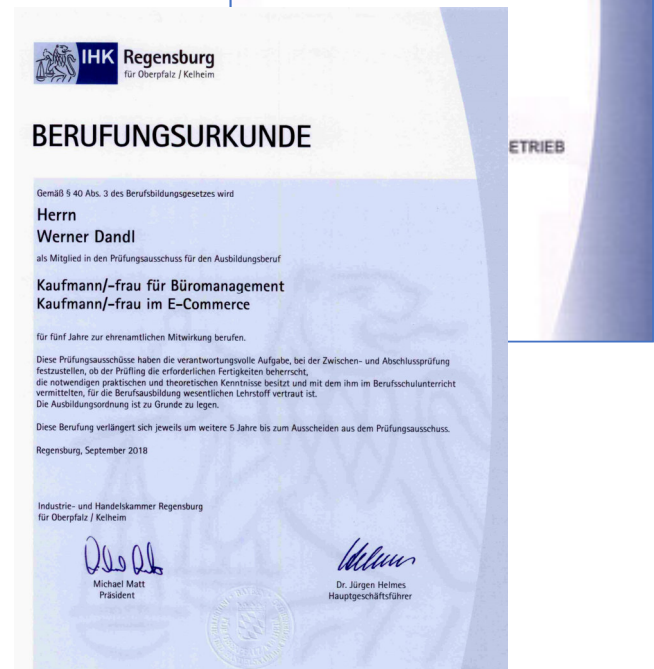 IHK Regensburg
für Oberpfalz / Kelheim
BERUFUNGSURKUNDE
ETRIEB
Gemäß § 40 Abs. 3 des Berufsbildungsgesetzes wird
Herrn
Werner Dandl
als Mitglied in den Prüfungsausschuss für den Ausbildungsberuf
Kaufmann/-frau für Büromanagement
Kaufmann/-frau im E-Commerce
für fünf Jahre zur ehrenamtlichen Mitwirkung berufen.
Diese Prüfungsausschüsse haben die verantwortungsvolle Aufgabe, bei der Zwischen- und Abschlussprüfung
festzustellen, ob der Prüfling die erforderlichen Fertigkeiten beherrscht,
die notwendigen praktischen und theoretischen Kenntnisse besitzt und mit dem ihm im Berufsschulunterricht
vermittelten, für die Berufsausbildung wesentlichen Lehrstoff vertraut ist.
Die Ausbildungsordnung ist zu Grunde zu legen.
Diese Berufung verlängert sich jeweils um weitere 5 Jahre bis zum Ausscheiden aus dem Prüfungsausschuss.
Regensburg, September 2018
Industrie- und Handelskammer Regensburg
für Oberpfalz / Kelheim
Michael Matt
Präsident
Dr. Jürgen Helmes
Hauptgeschäftsführer